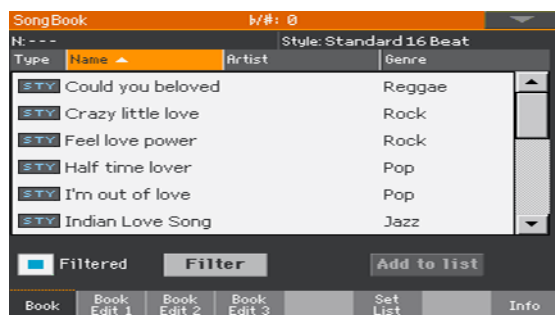 SongBook ♭/#: 0
N: --- Style: Standard 16 Beat
Type Name Artist Genre
STY Could you beloved Reggae
STY Crazy little love Rock
STY Feel love power Rock
STY Half time lover Pop
STY I'm out of love Pop
STY Indian Love Song Jazz
Filtered Filter Add to list
Book Book Edit 1 Book Edit 2 Book Edit 3 Set List Info